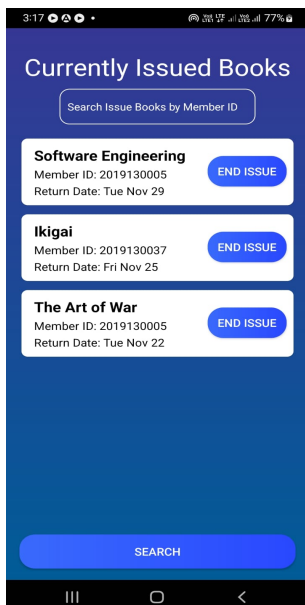 3:17
77%
Currently Issued Books
Search Issue Books by Member ID
Software Engineering
Member ID: 2019130005
Return Date: Tue Nov 29
END ISSUE
Ikigai
Member ID: 2019130037
Return Date: Fri Nov 25
END ISSUE
The Art of War
Member ID: 2019130005
Return Date: Tue Nov 22
END ISSUE
SEARCH